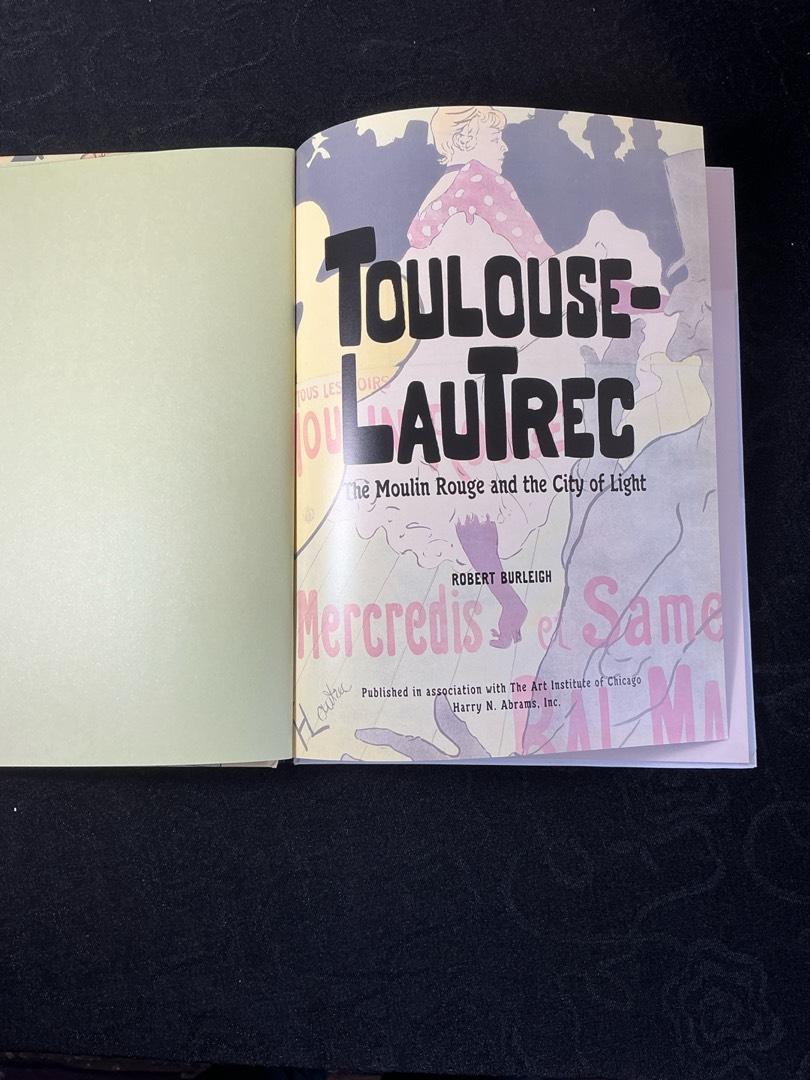 TOULOUSE-
LAUTREC
The Moulin Rouge and the City of Light
ROBERT BURLEIGH
Published in association with The Art Institute of Chicago
Harry N. Abrams, Inc.
TOUS LES SOIRS
Mercredis et Same
BAL MA
HLautrec